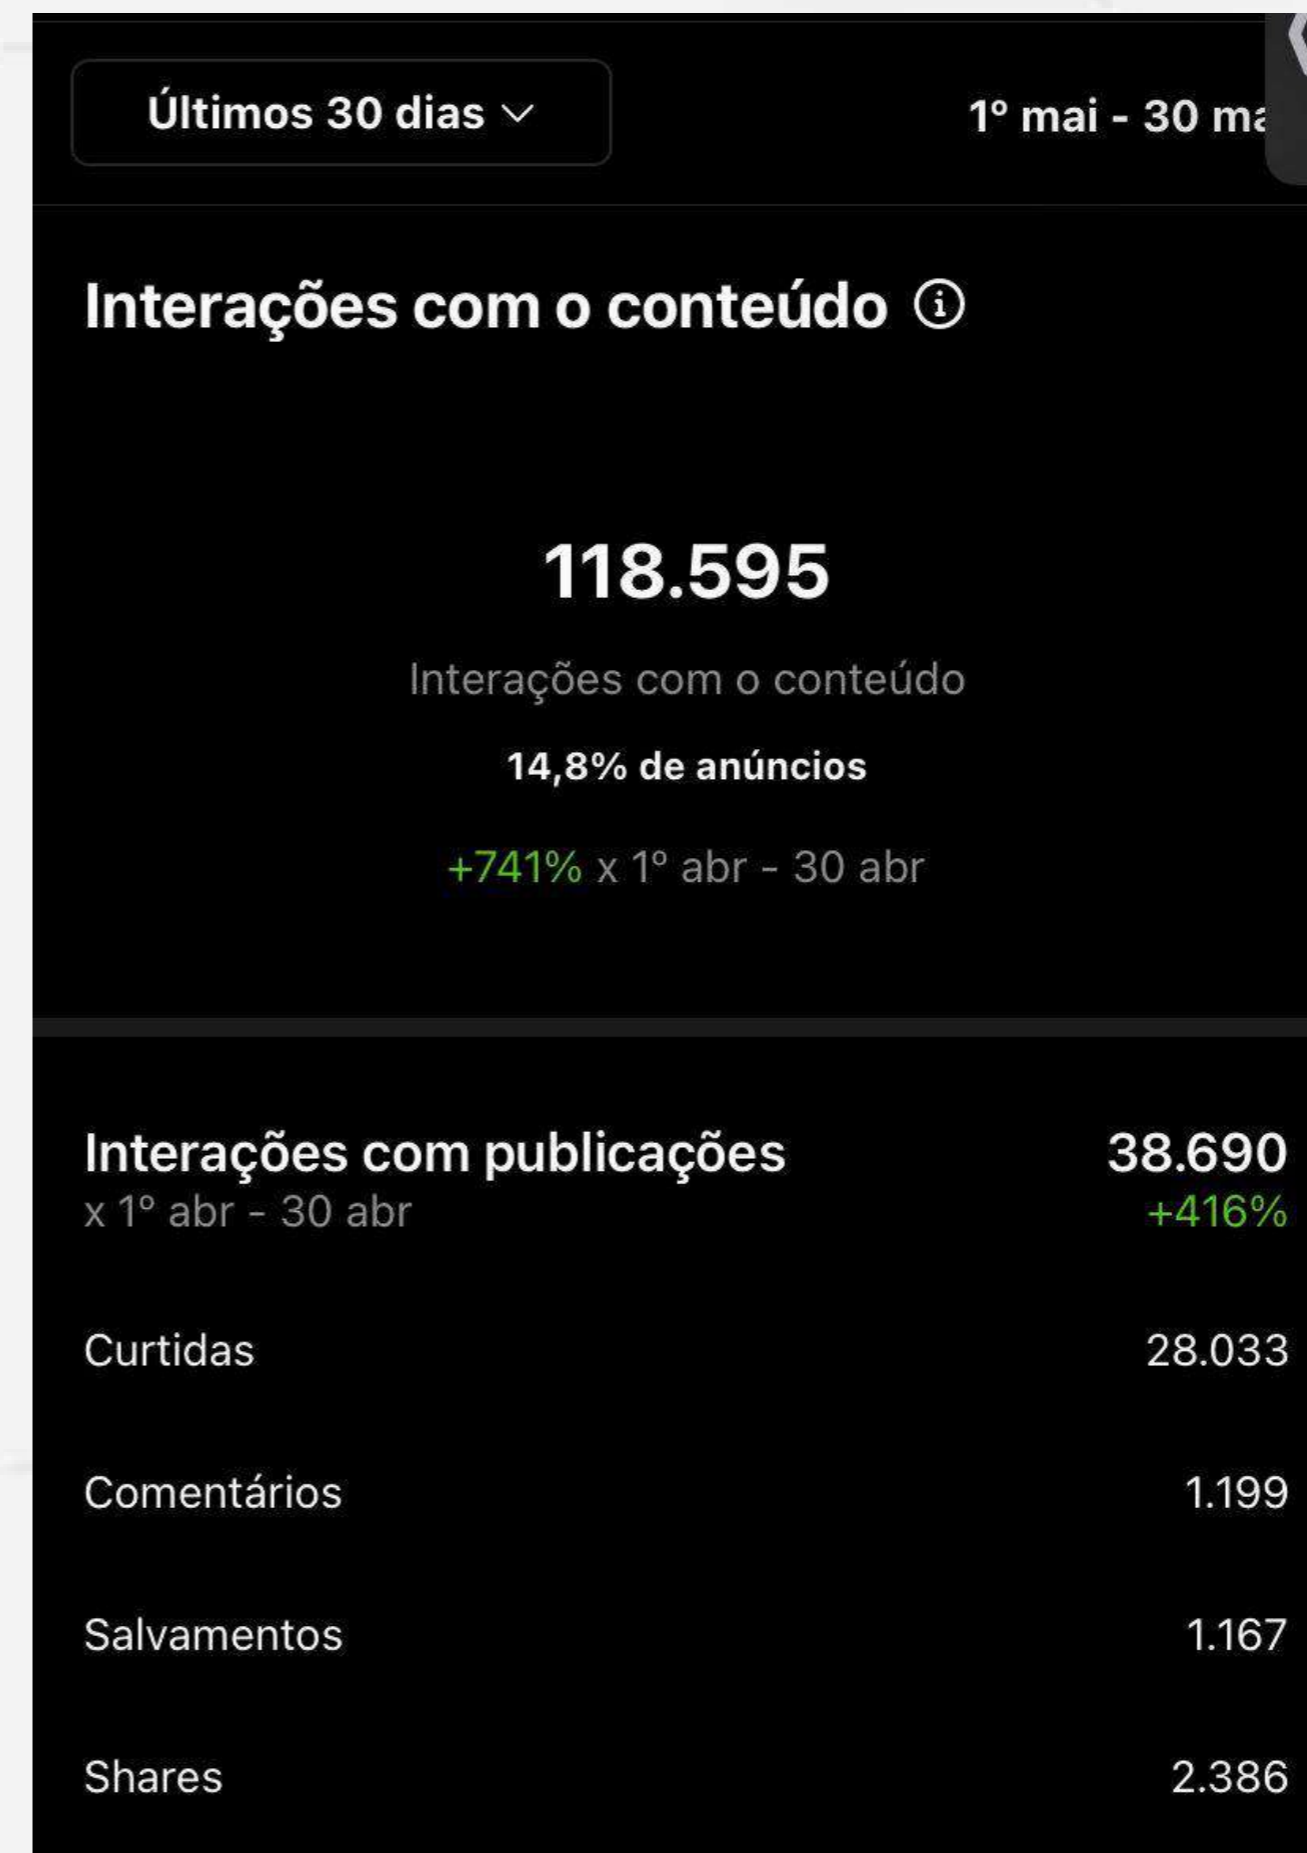 Últimos 30 dias
1º mai - 30
Interações com o conteúdo
118.595
Interações com o conteúdo
14,8% de anúncios
+741% x 1º abr - 30 abr
Interações com publicações 38.690
x 1º abr - 30 abr +416%
Curtidas 28.033
Comentários 1.199
Salvamentos 1.167
Shares 2.386